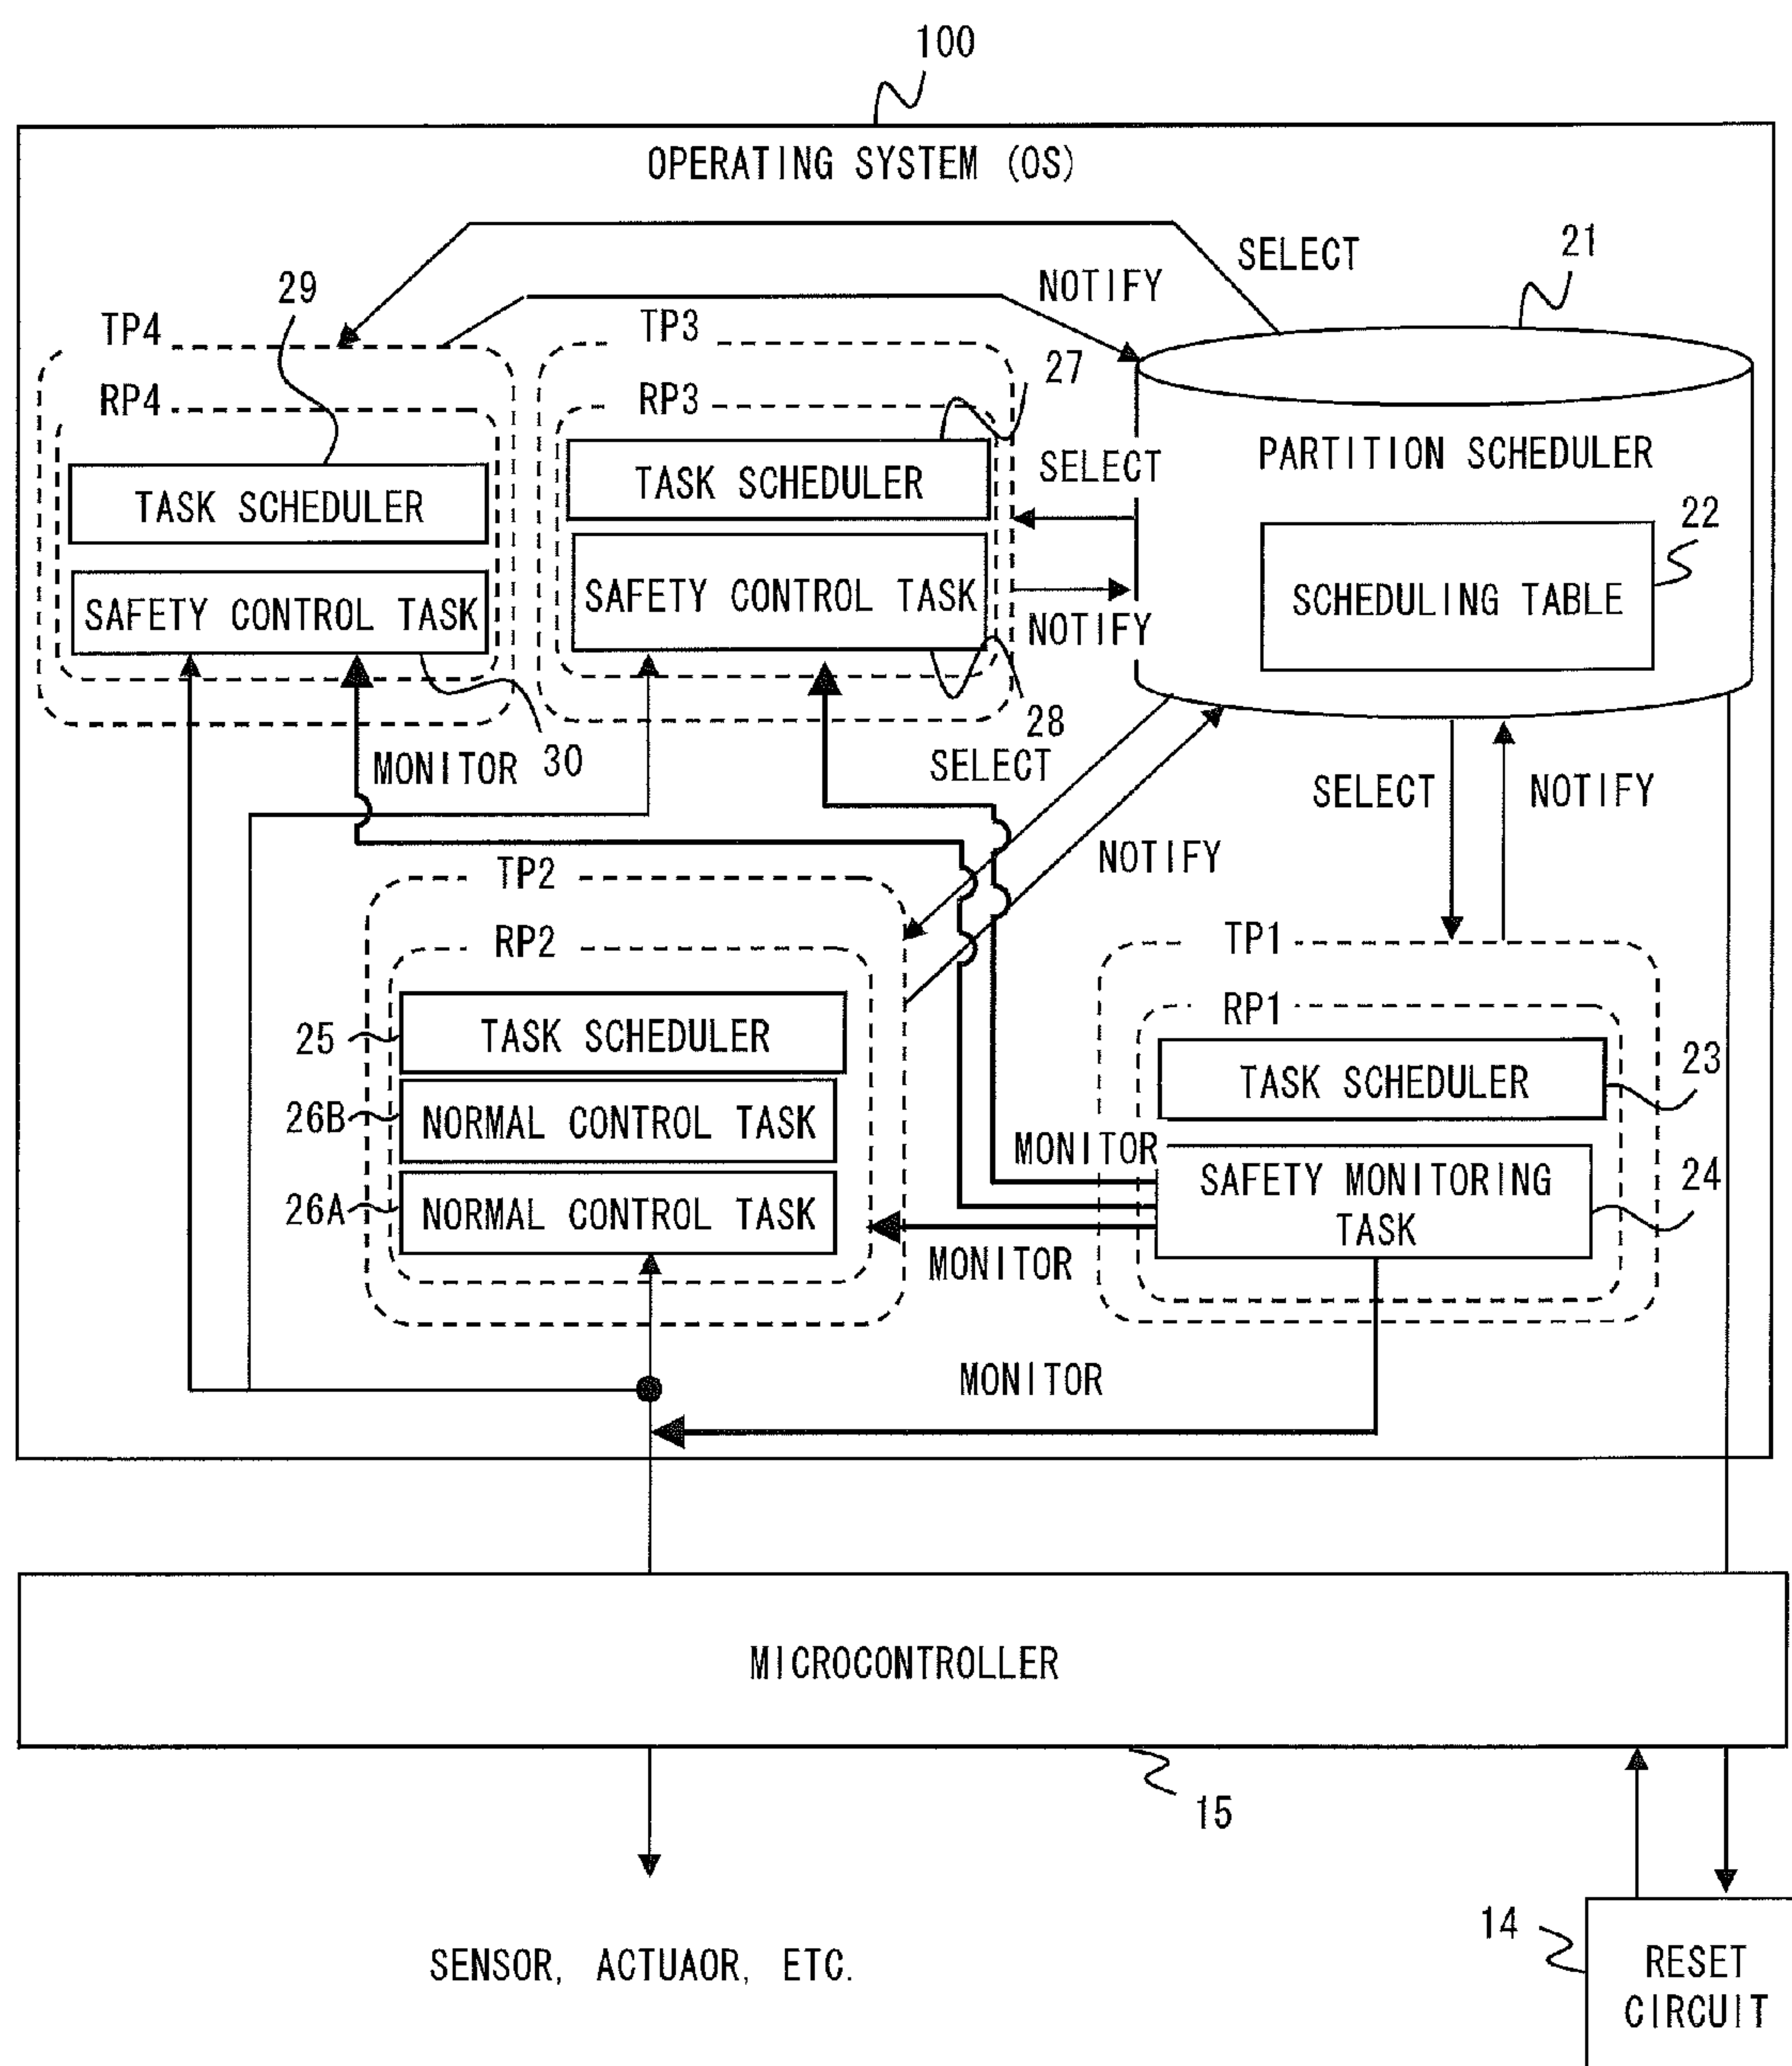 100
OPERATING SYSTEM (OS)
SELECT
21
NOTIFY
29
TP4
TP3
27
RP4
RP3
TASK SCHEDULER
SELECT
PARTITION SCHEDULER
TASK SCHEDULER
22
SAFETY CONTROL TASK
SAFETY CONTROL TASK
NOTIFY
SCHEDULING TABLE
28
MONITOR
30
SELECT
SELECT
NOTIFY
NOTIFY
TP2
TP1
RP2
RP1
25
TASK SCHEDULER
TASK SCHEDULER
23
26B
NORMAL CONTROL TASK
MONITOR
SAFETY MONITORING
TASK
24
26A
NORMAL CONTROL TASK
MONITOR
MONITOR
MICROCONTROLLER
15
14
SENSOR, ACTUAOR, ETC.
RESET
CIRCUIT